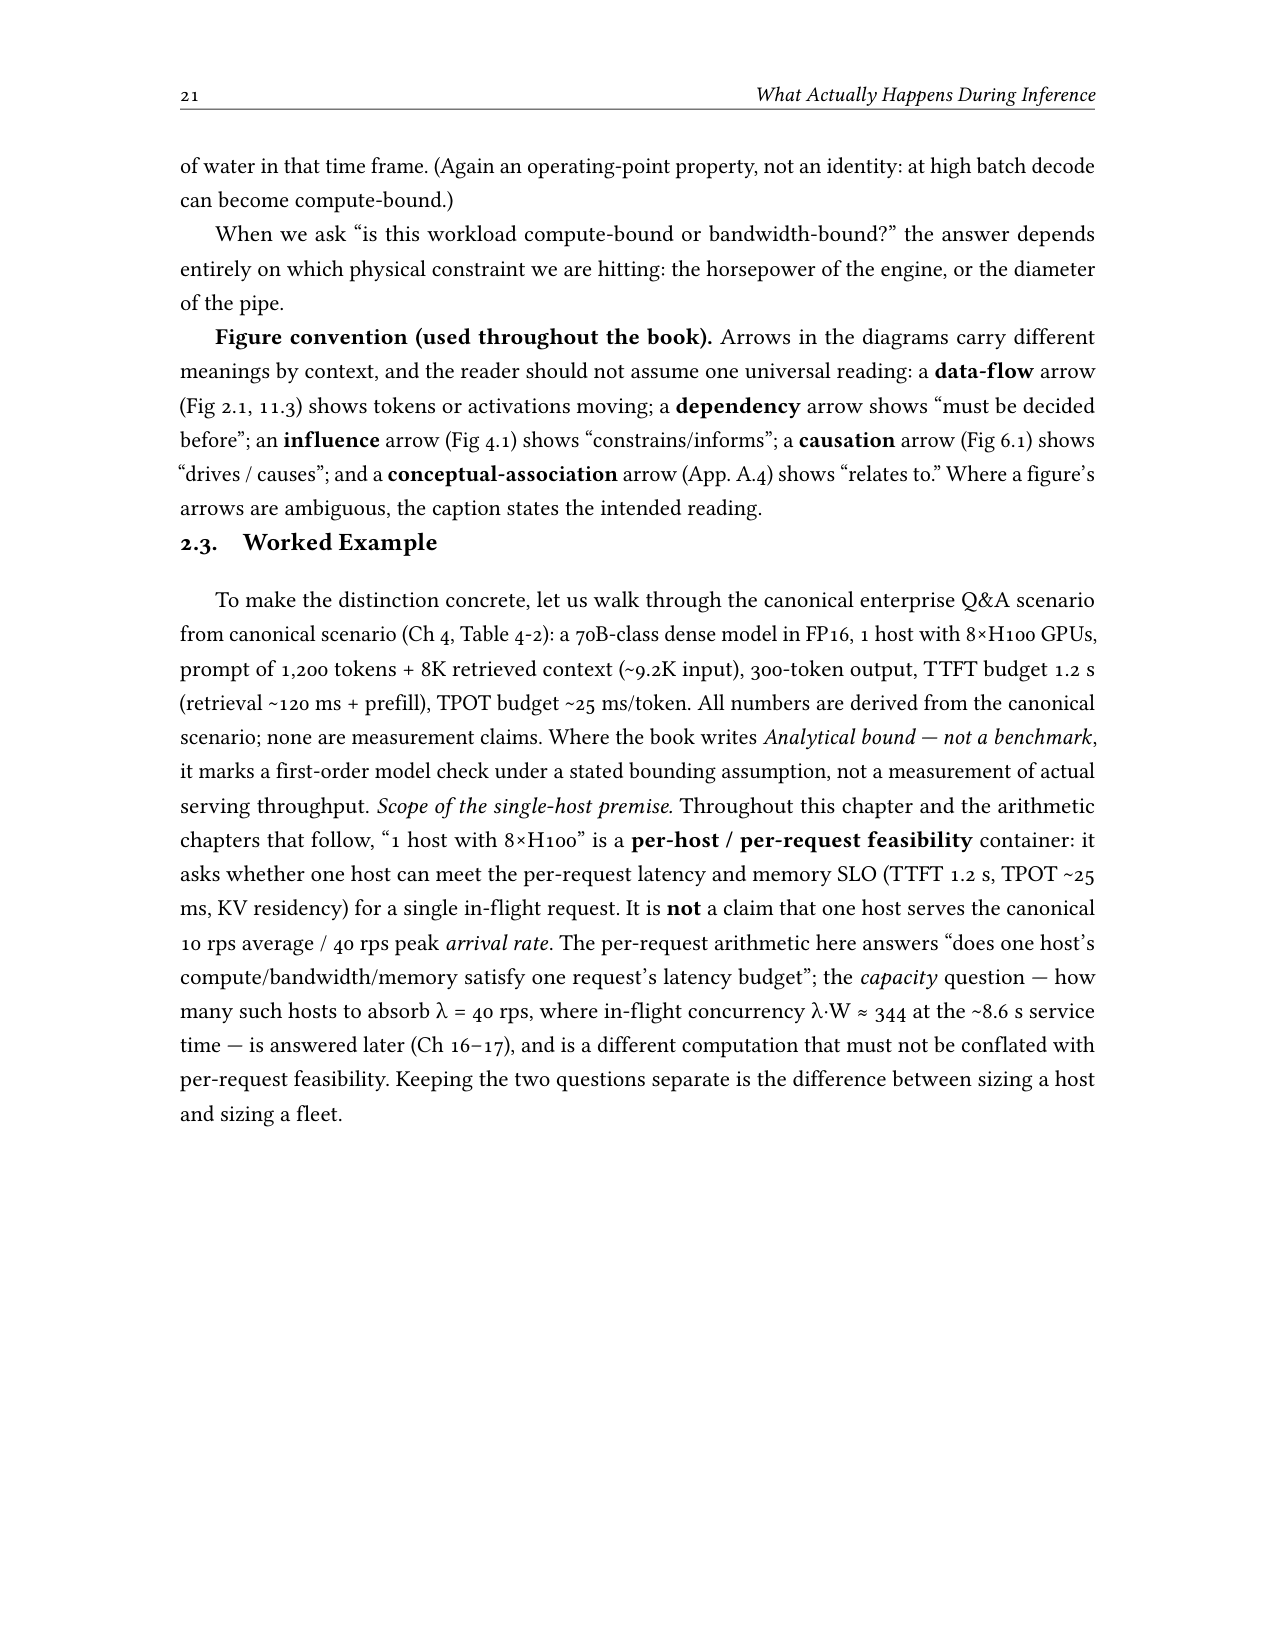 21 What Actually Happens During Inference
of water in that time frame. (Again an operating-point property, not an identity: at high batch decode
can become compute-bound.)
When we ask “is this workload compute-bound or bandwidth-bound?” the answer depends
entirely on which physical constraint we are hitting: the horsepower of the engine, or the diameter
of the pipe.
Figure convention (used throughout the book). Arrows in the diagrams carry different
meanings by context, and the reader should not assume one universal reading: a data-flow arrow
(Fig 2.1, 11.3) shows tokens or activations moving; a dependency arrow shows “must be decided
before”; an influence arrow (Fig 4.1) shows “constrains/informs”; a causation arrow (Fig 6.1) shows
“drives / causes”; and a conceptual-association arrow (App. A.4) shows “relates to.” Where a figure’s
arrows are ambiguous, the caption states the intended reading.
2.3. Worked Example
To make the distinction concrete, let us walk through the canonical enterprise Q&A scenario
from canonical scenario (Ch 4, Table 4-2): a 70B-class dense model in FP16, 1 host with 8×H100 GPUs,
prompt of 1,200 tokens + 8K retrieved context (~9.2K input), 300-token output, TTFT budget 1.2 s
(retrieval ~120 ms + prefill), TPOT budget ~25 ms/token. All numbers are derived from the canonical
scenario; none are measurement claims. Where the book writes Analytical bound — not a benchmark,
it marks a first-order model check under a stated bounding assumption, not a measurement of actual
serving throughput. Scope of the single-host premise. Throughout this chapter and the arithmetic
chapters that follow, “1 host with 8×H100” is a per-host / per-request feasibility container: it
asks whether one host can meet the per-request latency and memory SLO (TTFT 1.2 s, TPOT ~25
ms, KV residency) for a single in-flight request. It is not a claim that one host serves the canonical
10 rps average / 40 rps peak arrival rate. The per-request arithmetic here answers “does one host’s
compute/bandwidth/memory satisfy one request’s latency budget”; the capacity question — how
many such hosts to absorb λ = 40 rps, where in-flight concurrency λ·W ≈ 344 at the ~8.6 s service
time — is answered later (Ch 16–17), and is a different computation that must not be conflated with
per-request feasibility. Keeping the two questions separate is the difference between sizing a host
and sizing a fleet.